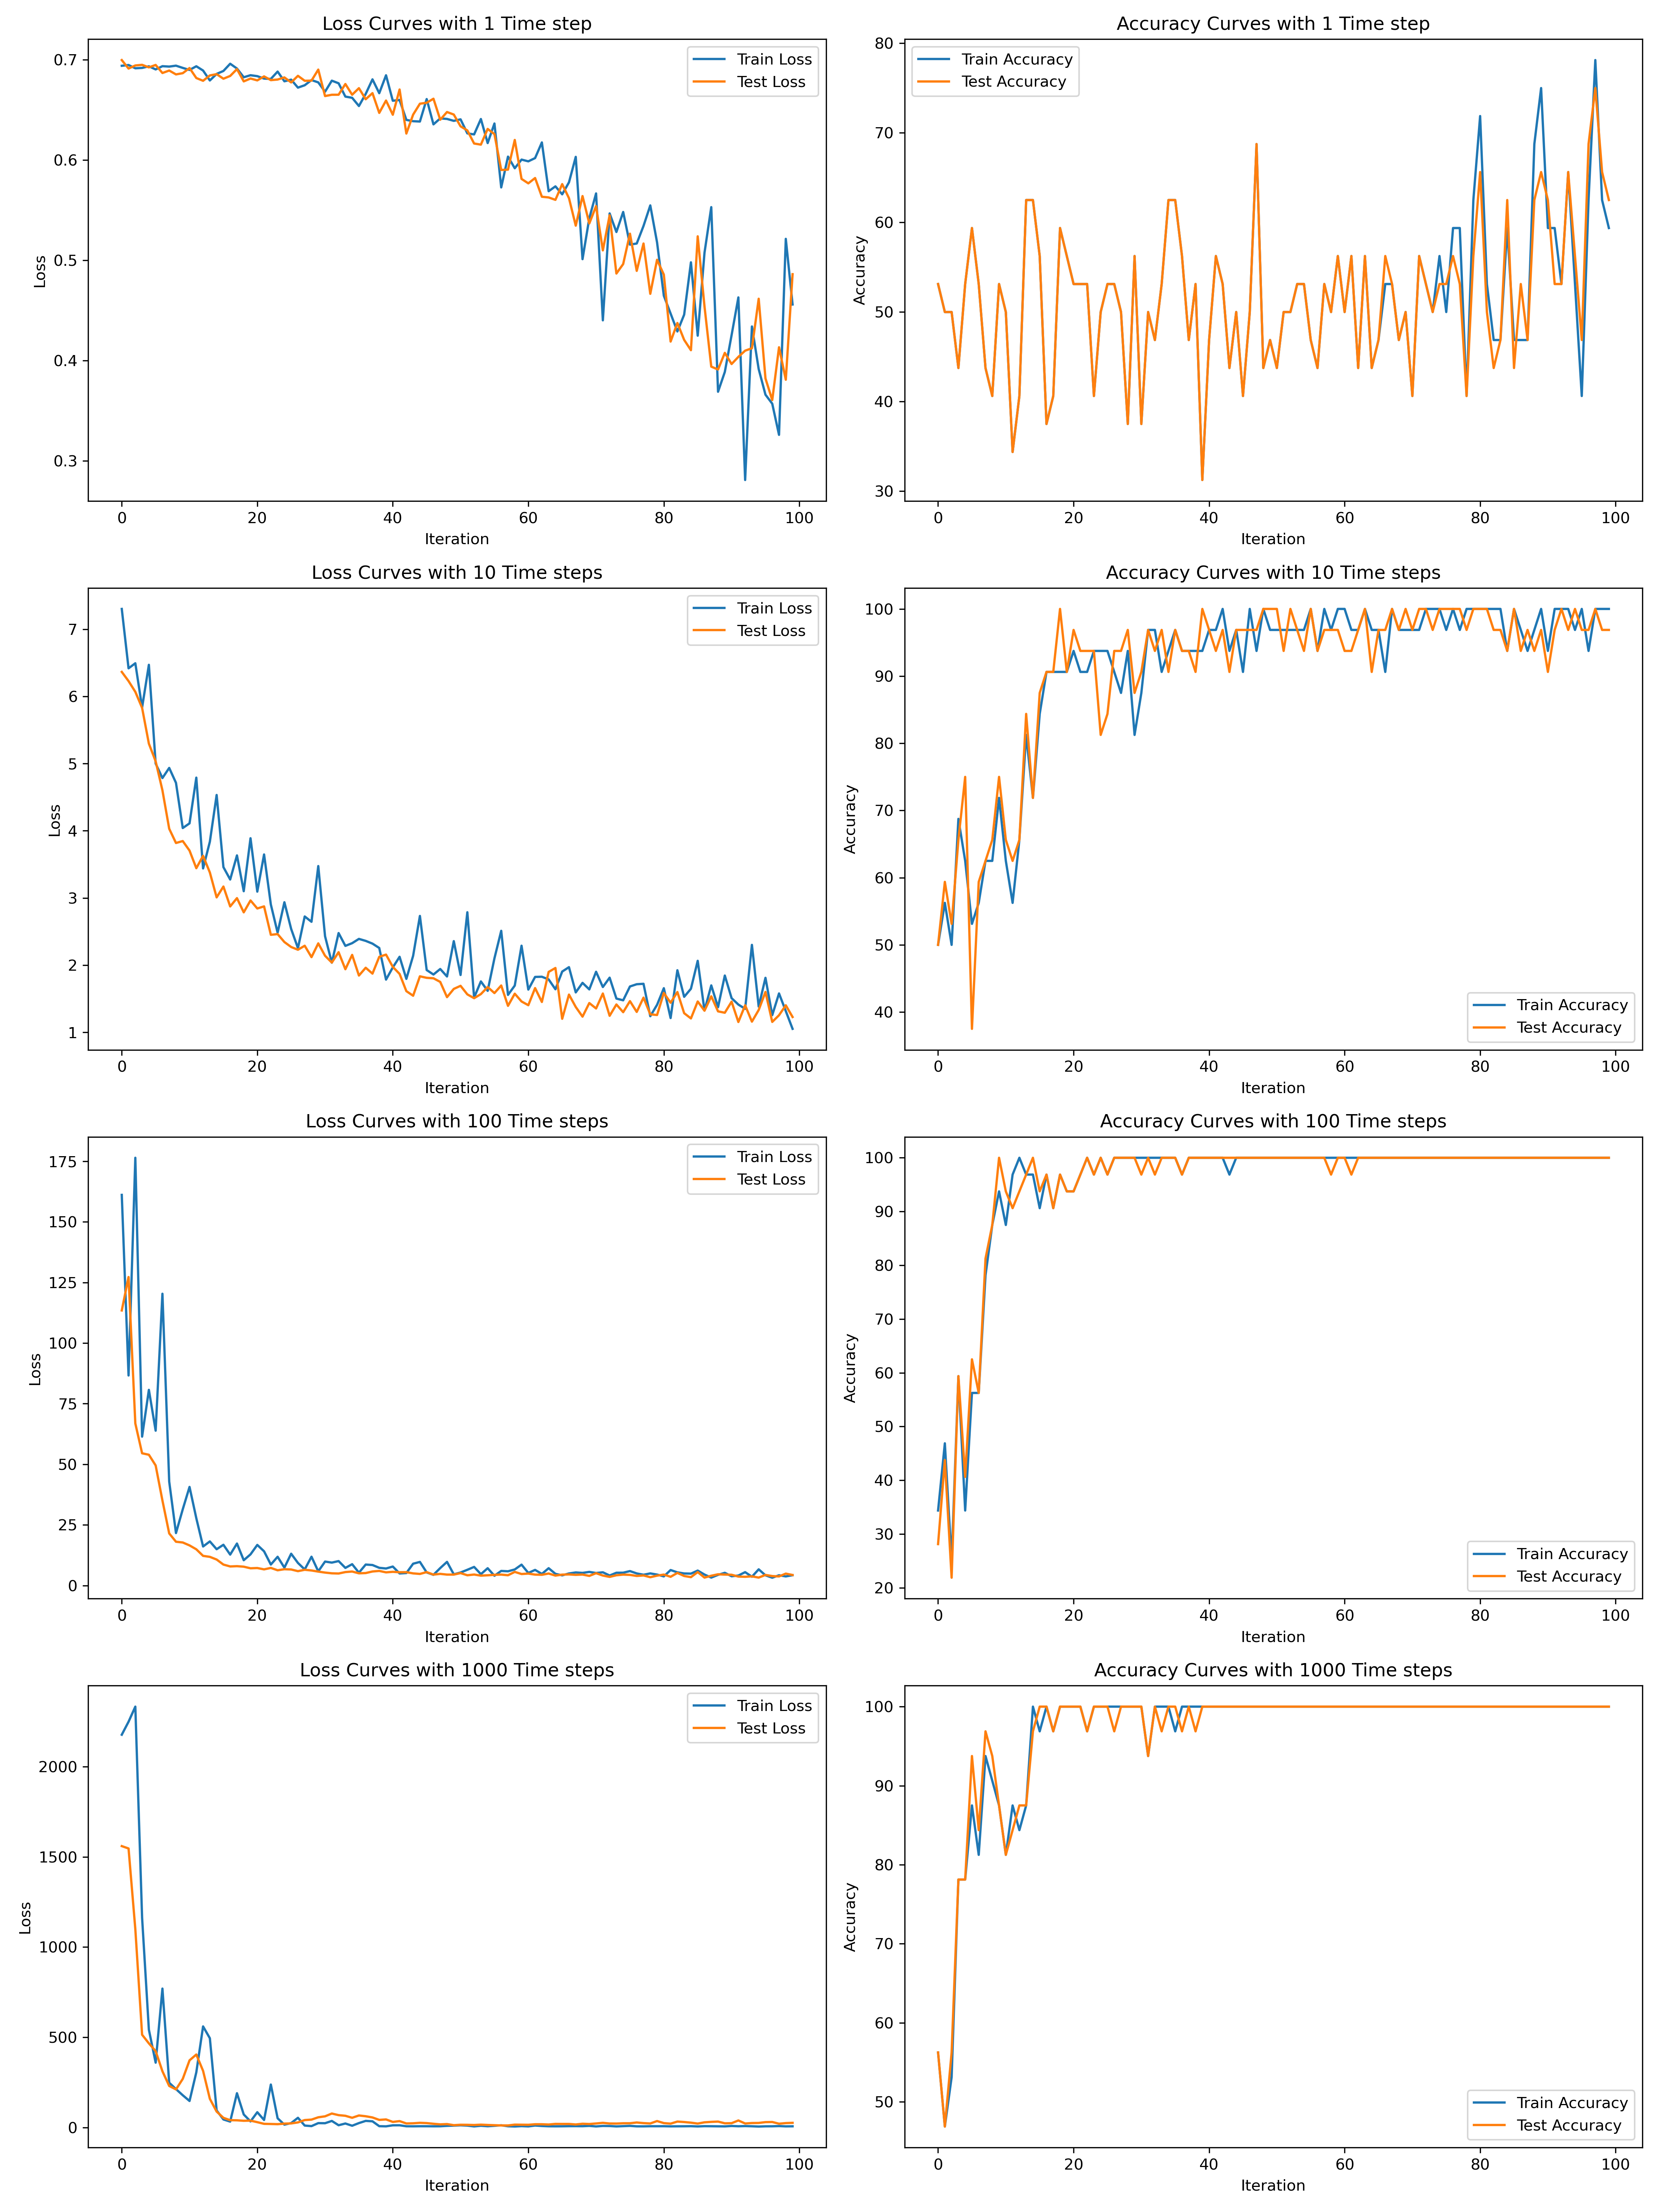 Loss Curves with 1 Time step
Train Loss
Test Loss
Loss
0.7
0.6
0.5
0.4
0.3
0 20 40 60 80 100
Iteration
Accuracy Curves with 1 Time step
Train Accuracy
Test Accuracy
Accuracy
80
70
60
50
40
30
0 20 40 60 80 100
Iteration
Loss Curves with 10 Time steps
Train Loss
Test Loss
Loss
7
6
5
4
3
2
1
0 20 40 60 80 100
Iteration
Accuracy Curves with 10 Time steps
Accuracy
100
90
80
70
60
50
40
Train Accuracy
Test Accuracy
0 20 40 60 80 100
Iteration
Loss Curves with 100 Time steps
Train Loss
Test Loss
Loss
175
150
125
100
75
50
25
0
0 20 40 60 80 100
Iteration
Accuracy Curves with 100 Time steps
Accuracy
100
90
80
70
60
50
40
30
20
Train Accuracy
Test Accuracy
0 20 40 60 80 100
Iteration
Loss Curves with 1000 Time steps
Train Loss
Test Loss
Loss
2000
1500
1000
500
0
0 20 40 60 80 100
Iteration
Accuracy Curves with 1000 Time steps
Accuracy
100
90
80
70
60
50
Train Accuracy
Test Accuracy
0 20 40 60 80 100
Iteration